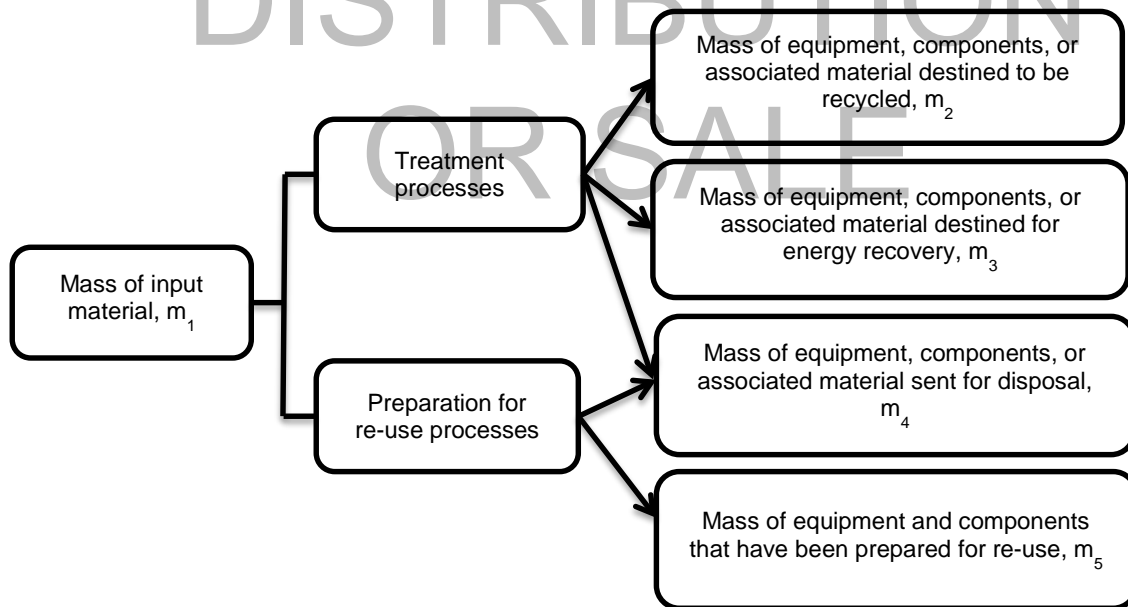 DISTRIBUTION
OR SALE
Mass of input
material, m₁
Treatment
processes
Preparation for
re-use processes
Mass of equipment, components, or
associated material destined to be
recycled, m₂
Mass of equipment, components, or
associated material destined for
energy recovery, m₃
Mass of equipment, components, or
associated material sent for disposal,
m₄
Mass of equipment and components
that have been prepared for re-use, m₅